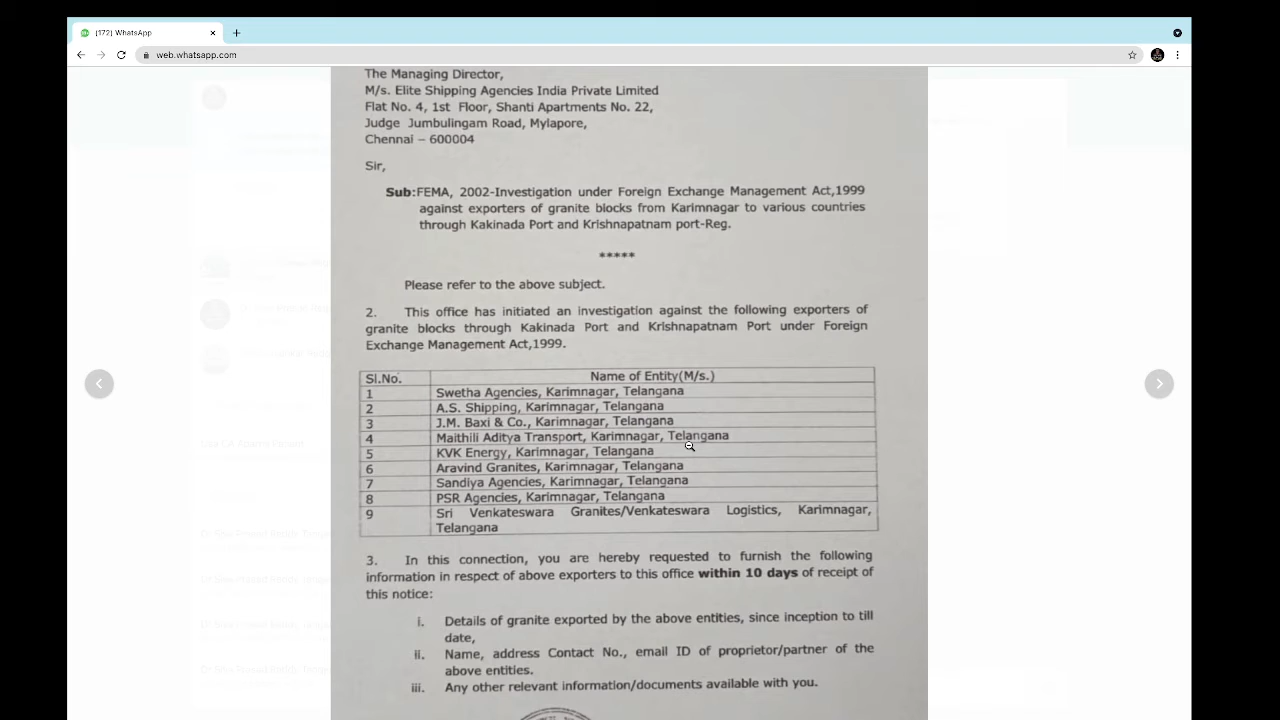 (172) WhatsApp
web.whatsapp.com
The Managing Director,
M/s. Elite Shipping Agencies India Private Limited
Flat No. 4, 1st Floor, Shanti Apartments No. 22,
Judge Jumbulingam Road, Mylapore,
Chennai – 600004
Sir,
Sub:FEMA, 2002-Investigation under Foreign Exchange Management Act,1999
against exporters of granite blocks from Karimnagar to various countries
through Kakinada Port and Krishnapatnam port-Reg.
*****
Please refer to the above subject.
2. This office has initiated an investigation against the following exporters of
granite blocks through Kakinada Port and Krishnapatnam Port under Foreign
Exchange Management Act,1999.
Sl.No. Name of Entity(M/s.)
1 Swetha Agencies, Karimnagar, Telangana
2 A.S. Shipping, Karimnagar, Telangana
3 J.M. Baxi & Co., Karimnagar, Telangana
4 Maithili Aditya Transport, Karimnagar, Telangana
5 KVK Energy, Karimnagar, Telangana
6 Aravind Granites, Karimnagar, Telangana
7 Sandiya Agencies, Karimnagar, Telangana
8 PSR Agencies, Karimnagar, Telangana
9 Sri Venkateswara Granites/Venkateswara Logistics, Karimnagar,
Telangana
3. In this connection, you are hereby requested to furnish the following
information in respect of above exporters to this office within 10 days of receipt of
this notice:
i. Details of granite exported by the above entities, since inception to till
date,
ii. Name, address Contact No., email ID of proprietor/partner of the
above entities.
iii. Any other relevant information/documents available with you.